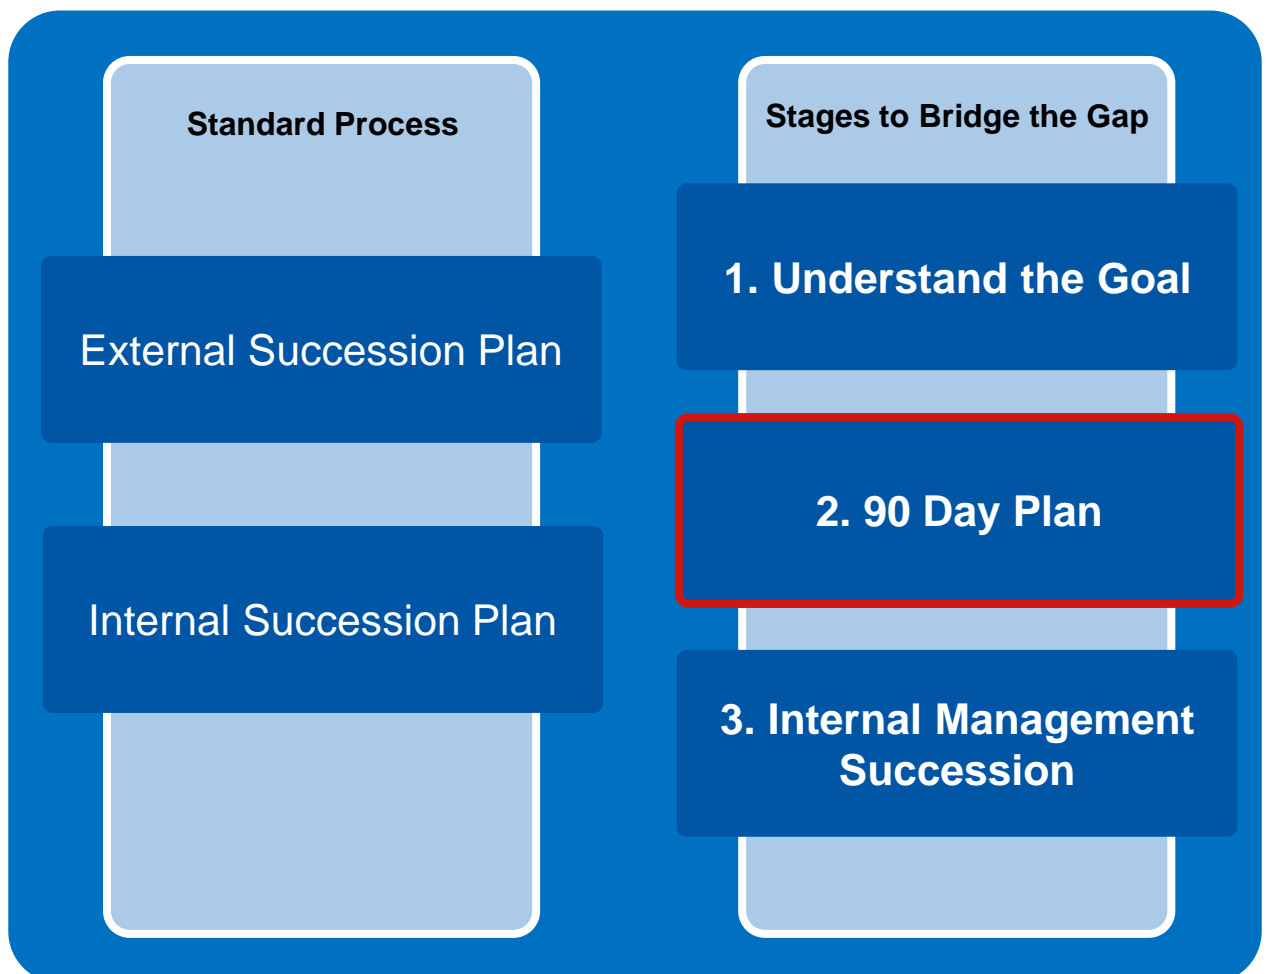 Standard Process
External Succession Plan
Internal Succession Plan
Stages to Bridge the Gap
1. Understand the Goal
2. 90 Day Plan
3. Internal Management
Succession